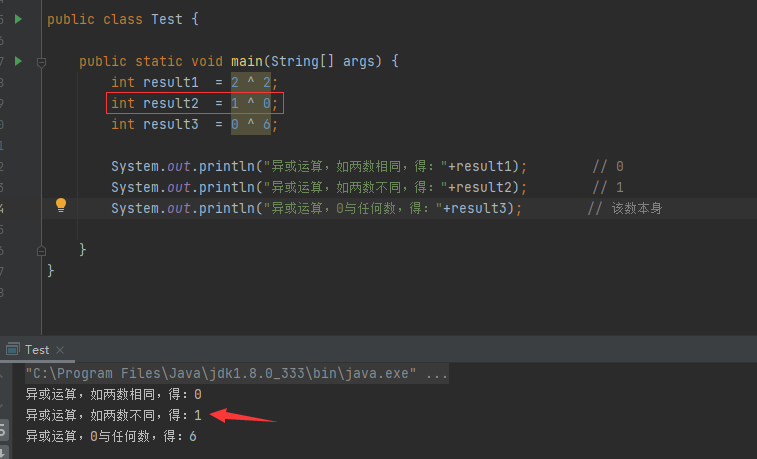 public class Test {
public static void main(String[] args) {
int result1  = 2 ^ 2;
int result2  = 1 ^ 0;
int result3  = 0 ^ 6;
System.out.println("异或运算，如两数相同，得："+result1);        // 0
System.out.println("异或运算，如两数不同，得："+result2);        // 1
System.out.println("异或运算，0与任何数，得："+result3);        // 该数本身
}
}
Test
"C:\Program Files\Java\jdk1.8.0_333\bin\java.exe" ...
异或运算，如两数相同，得：0
异或运算，如两数不同，得：1
异或运算，0与任何数，得：6